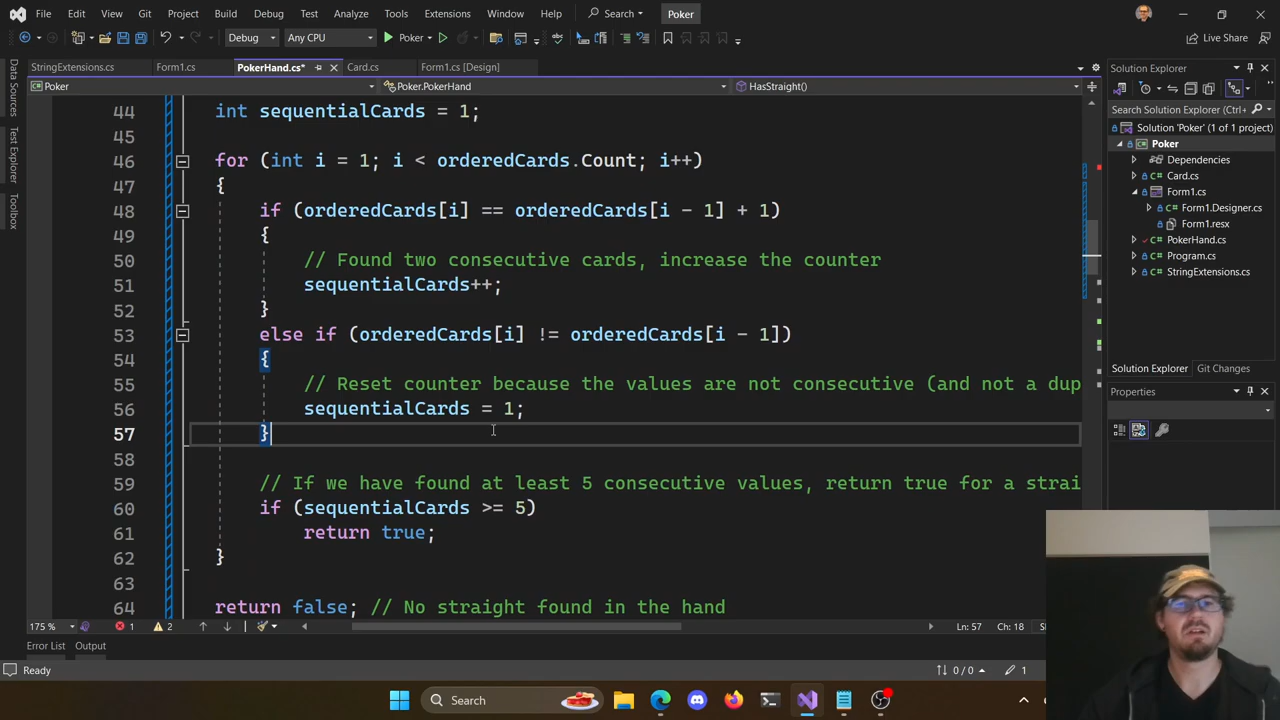 File Edit View Git Project Build Debug Test Analyze Tools Extensions Window Help Search Poker
Debug Any CPU Poker Live Share
StringExtensions.cs Form1.cs PokerHand.cs* Card.cs Form1.cs [Design]
Poker Poker.PokerHand HasStraight()
Data Sources
Test Explorer
Toolbox
44 int sequentialCards = 1;
45
46 for (int i = 1; i < orderedCards.Count; i++)
47 {
48 if (orderedCards[i] == orderedCards[i - 1] + 1)
49 {
50 // Found two consecutive cards, increase the counter
51 sequentialCards++;
52 }
53 else if (orderedCards[i] != orderedCards[i - 1])
54 {
55 // Reset counter because the values are not consecutive (and not a dup
56 sequentialCards = 1;
57 }
58
59 // If we have found at least 5 consecutive values, return true for a strai
60 if (sequentialCards >= 5)
61 return true;
62 }
63
64 return false; // No straight found in the hand
175 % 1 2 Ln: 57 Ch: 18
Error List Output
Ready 0 / 0 1
Solution Explorer
Search Solution Explorer (Ctrl+
Solution 'Poker' (1 of 1 project)
Poker
Dependencies
Card.cs
Form1.cs
Form1.Designer.cs
Form1.resx
PokerHand.cs
Program.cs
StringExtensions.cs
Solution Explorer Git Changes
Properties
Search